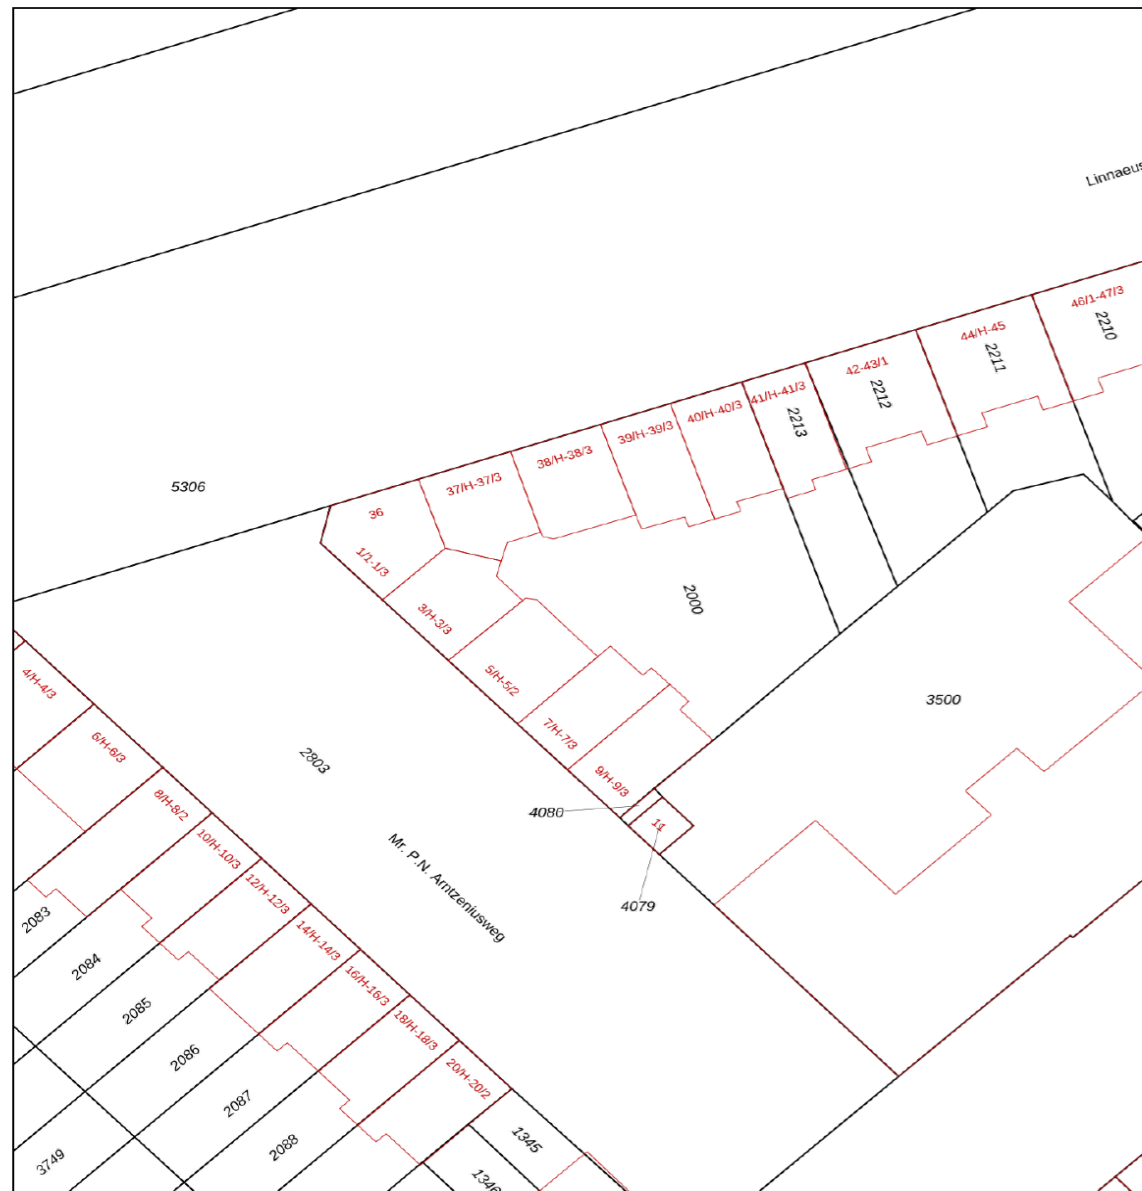 Linnaeus
46/1-47/3
2210
44/H-45
2211
42-43/1
2212
41/H-41/3
2213
40/H-40/3
39/H-39/3
38/H-38/3
37/H-37/3
36
1/1-1/3
5306
3/H-3/3
2000
5/H-5/2
7/H-7/3
9/H-9/3
3500
4/H-4/3
6/H-6/3
2803
8/H-8/2
4080
11
10/H-10/3
Mr. P.N. Arntzeniusweg
12/H-12/3
4079
2083
14/H-14/3
2084
16/H-16/3
2085
18/H-18/3
2086
20/H-20/2
2087
2088
1345
3749
1346